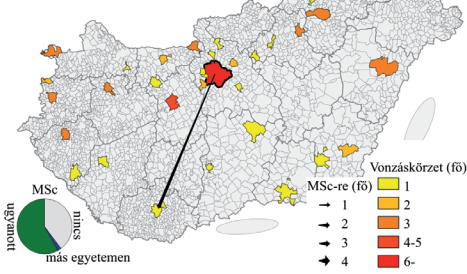 MSc
ugyanott
nincs
más egyetemen
MSc-re (fő)
1
2
3
4
Vonzáskörzet (fő)
1
2
3
4-5
6-